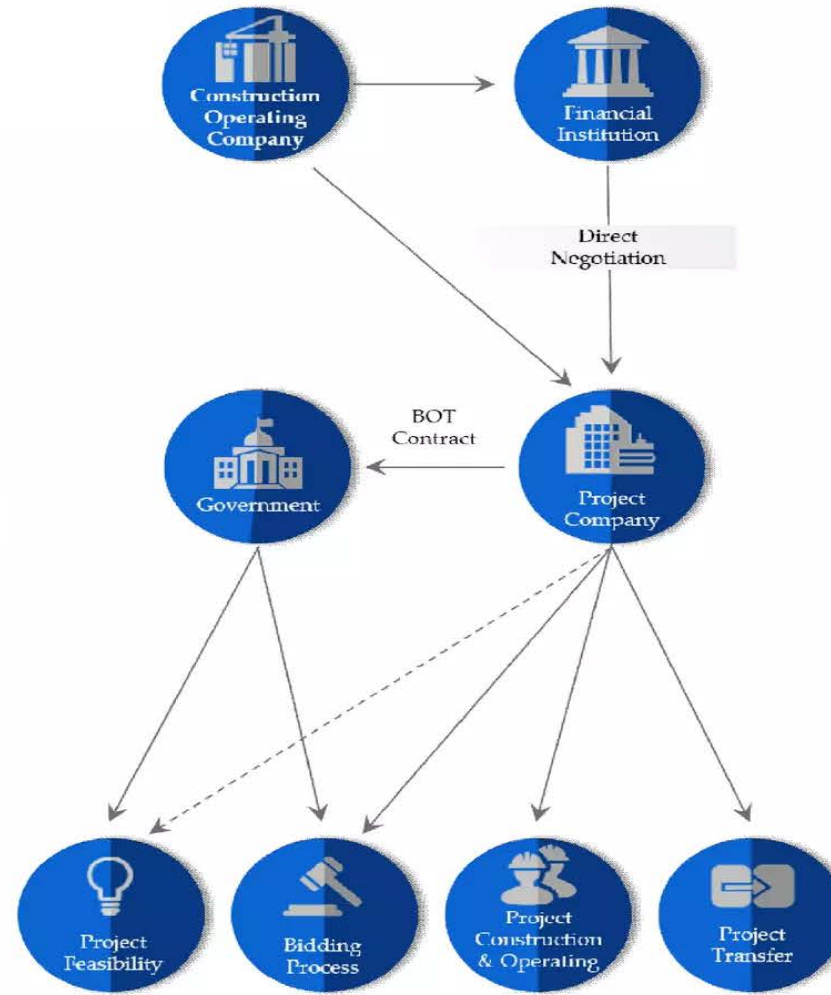 Construction
Operating
Company
Financial
Institution
Direct
Negotiation
BOT
Contract
Government
Project
Company
Project
Feasibility
Bidding
Process
Project
Construction
& Operating
Project
Transfer